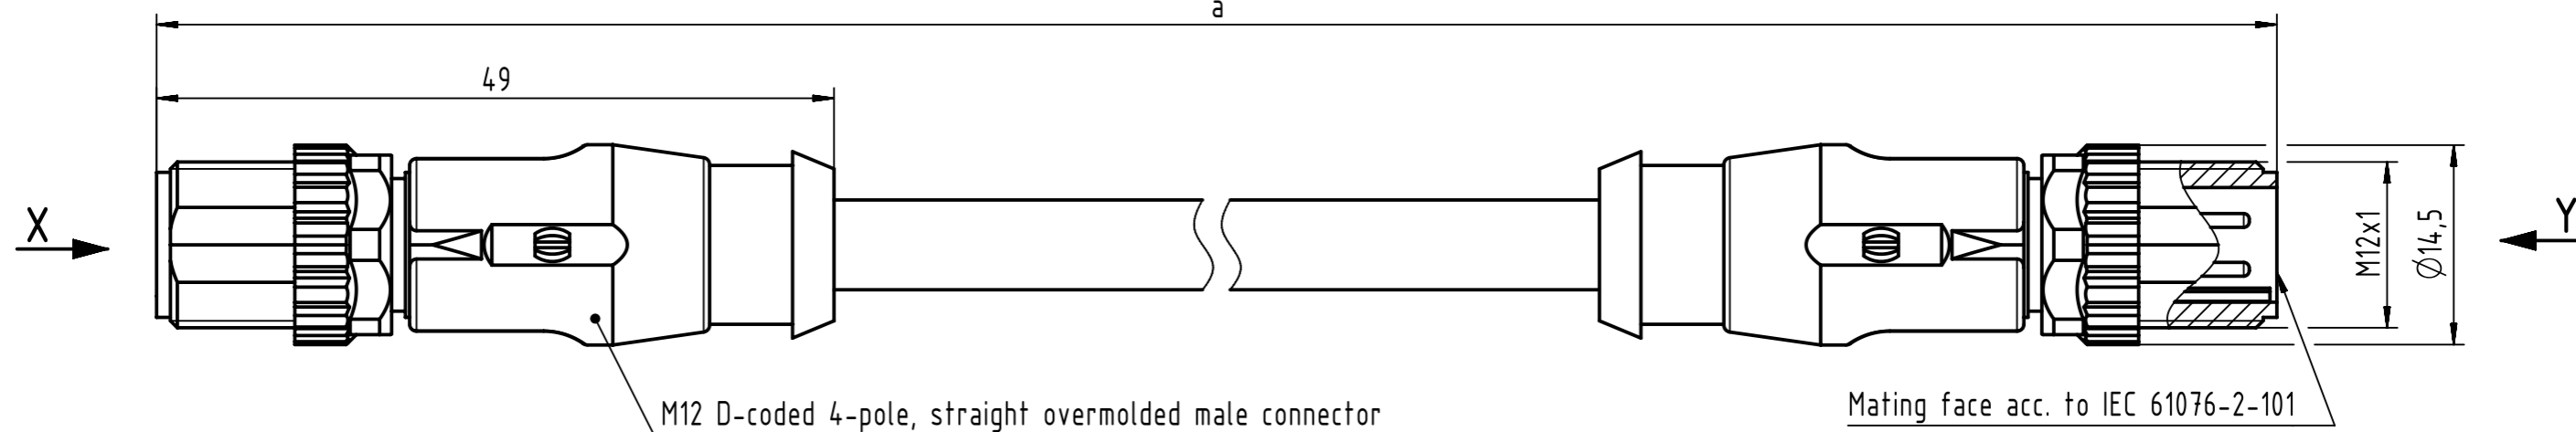 a
49
X
Y
M12x1
Ø14,5
M12 D-coded 4-pole, straight overmolded male connector
Mating face acc. to IEC 61076-2-101